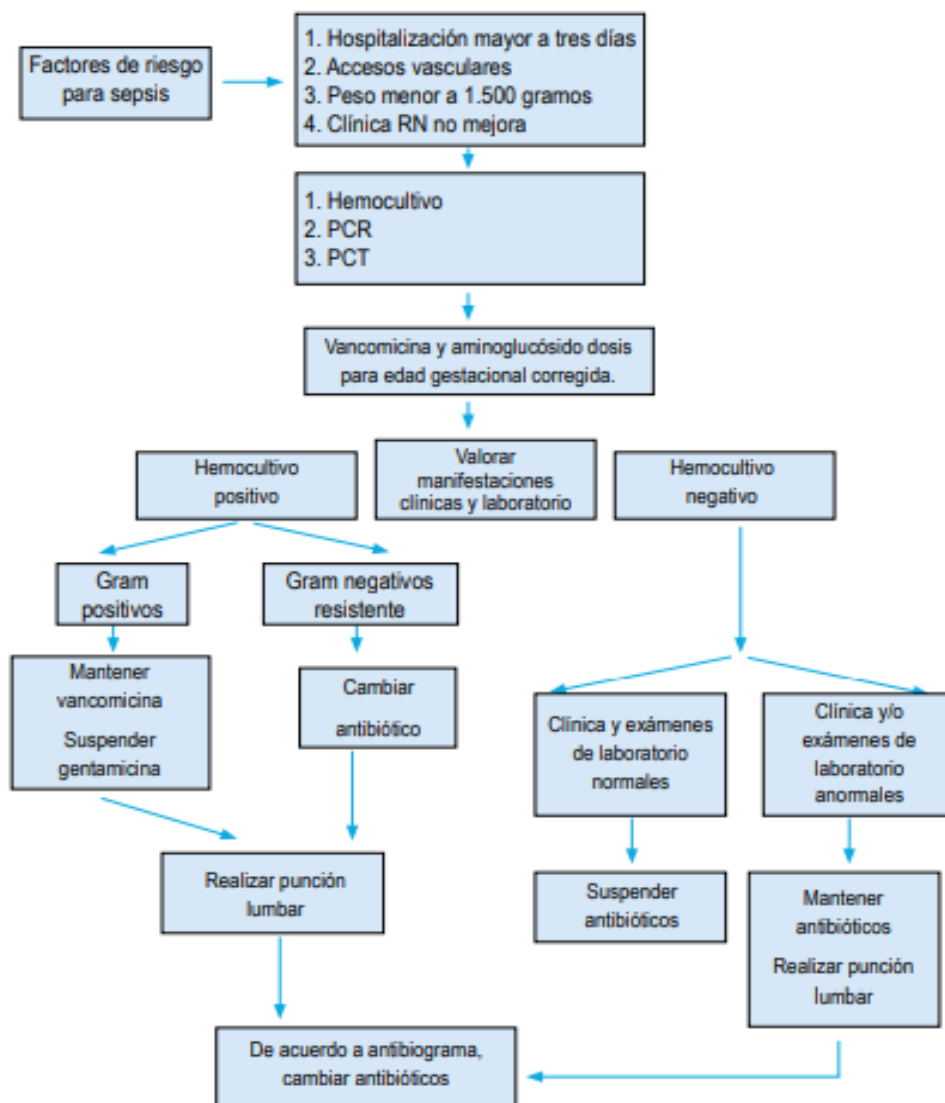 Factores de riesgo
para sepsis
1. Hospitalización mayor a tres días
2. Accesos vasculares
3. Peso menor a 1.500 gramos
4. Clínica RN no mejora
1. Hemocultivo
2. PCR
3. PCT
Vancomicina y aminoglucósido dosis
para edad gestacional corregida.
Hemocultivo
positivo
Valorar
manifestaciones
clínicas y laboratorio
Hemocultivo
negativo
Gram
positivos
Gram negativos
resistente
Mantener
vancomicina
Suspender
gentamicina
Cambiar
antibiótico
Clínica y exámenes
de laboratorio
normales
Clínica y/o
exámenes de
laboratorio
anormales
Realizar punción
lumbar
Suspender
antibióticos
Mantener
antibióticos
Realizar punción
lumbar
De acuerdo a antibiograma,
cambiar antibióticos